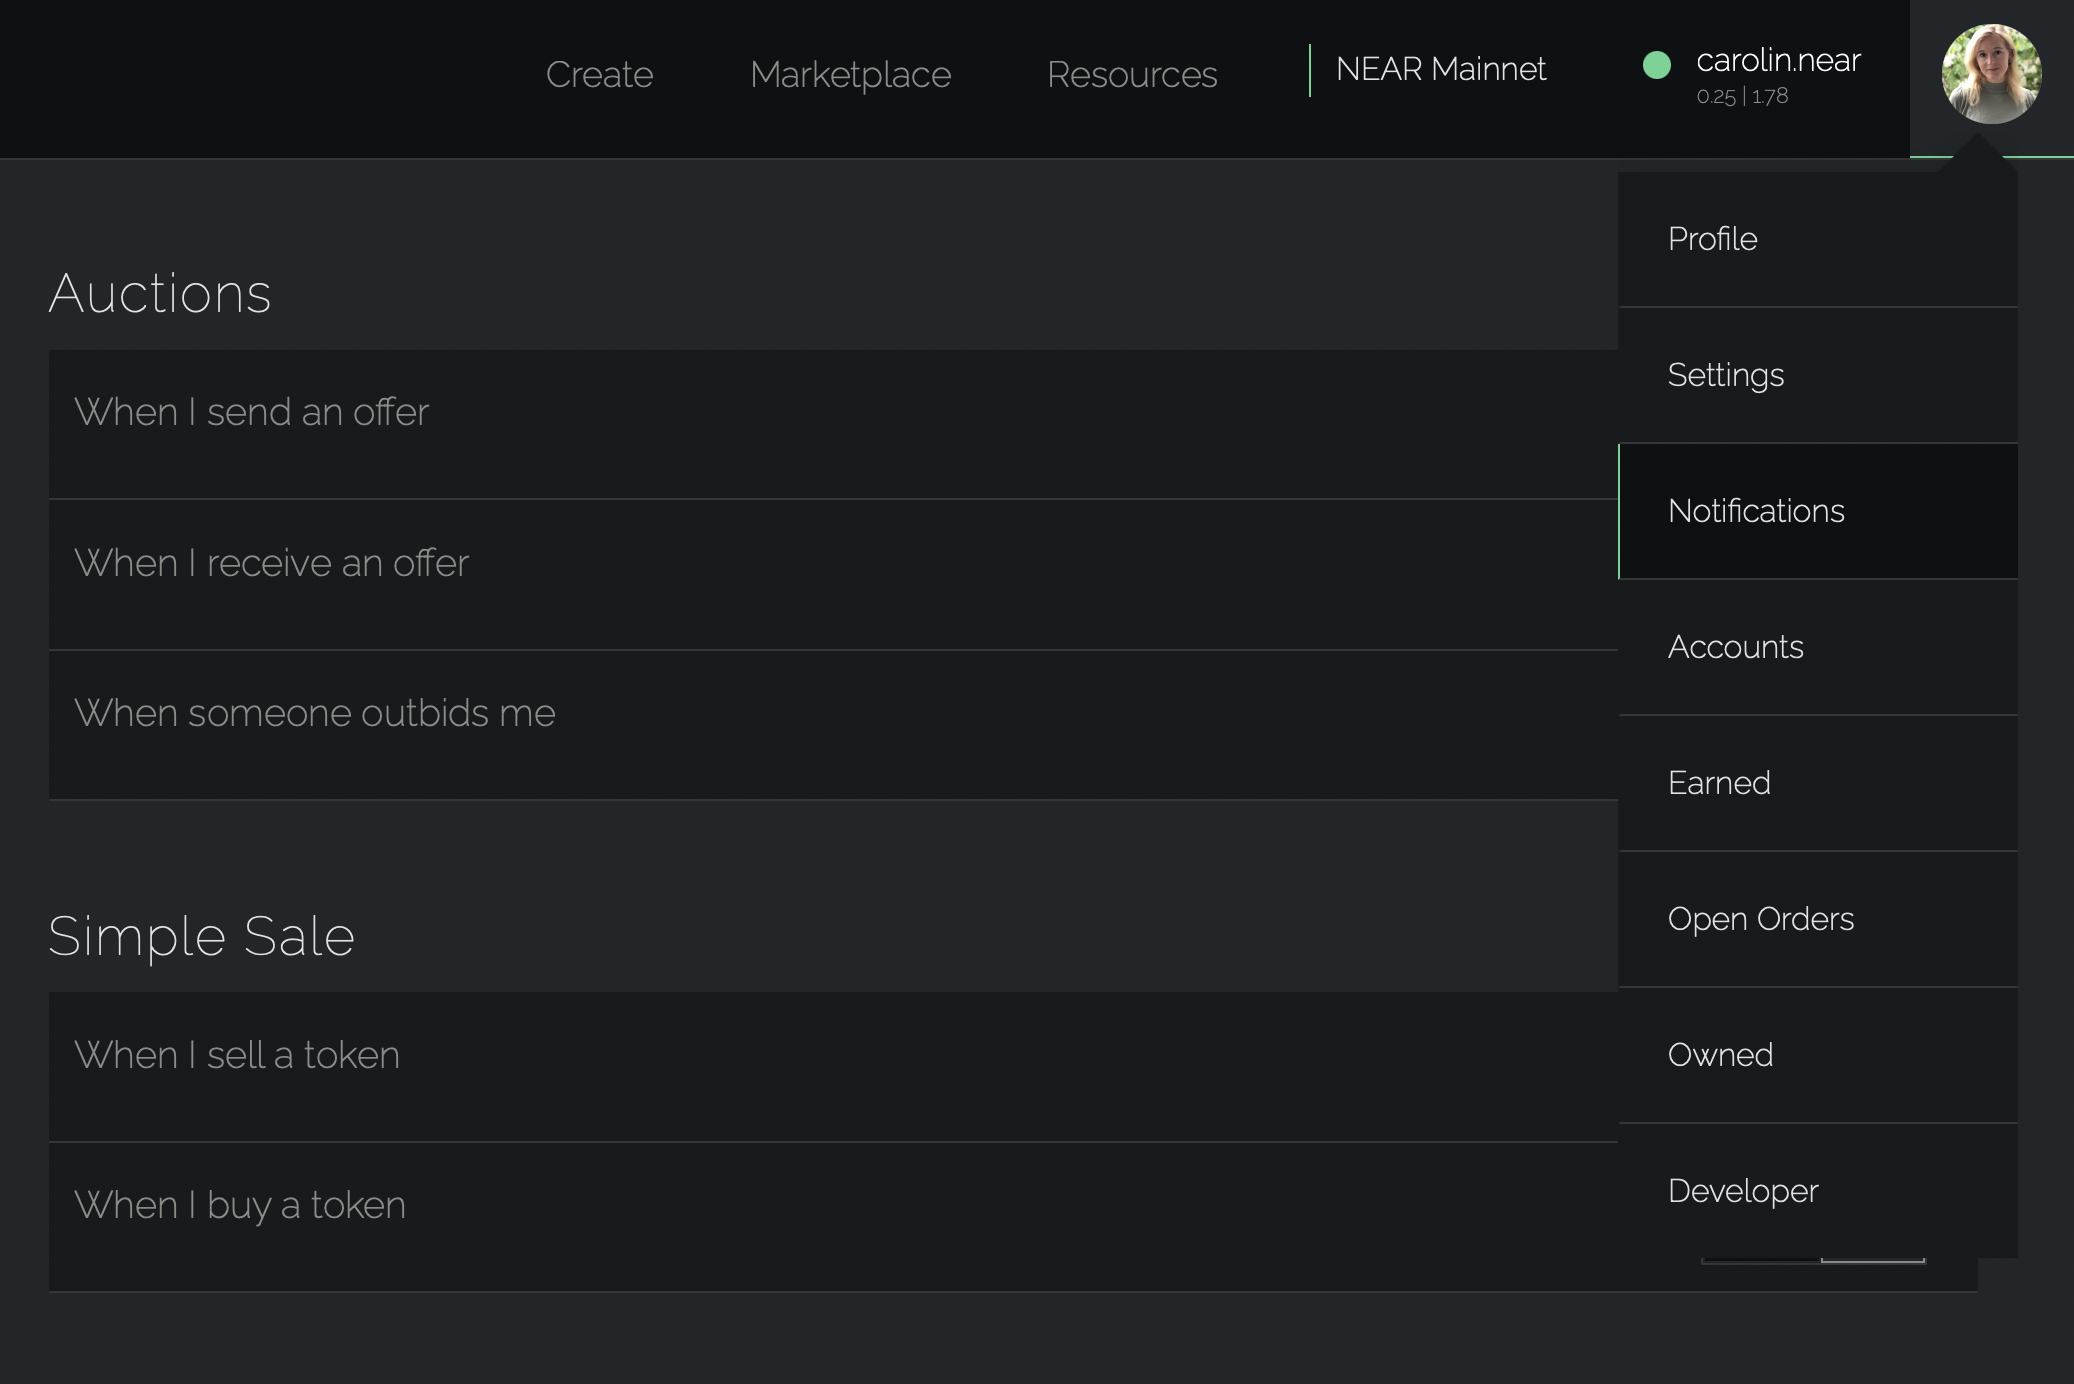 Create
Marketplace
Resources
NEAR Mainnet
carolin.near
0.25 | 1.78
Auctions
When I send an offer
When I receive an offer
When someone outbids me
Simple Sale
When I sell a token
When I buy a token
Profile
Settings
Notifications
Accounts
Earned
Open Orders
Owned
Developer